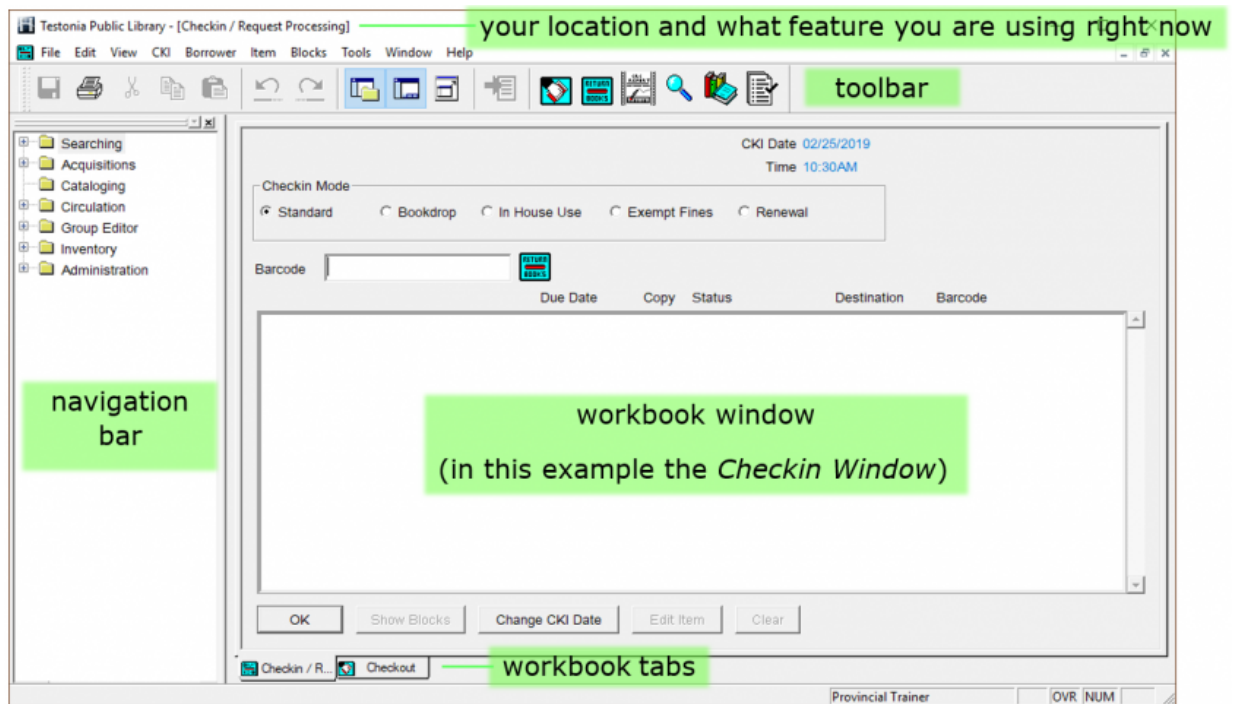 Testonia Public Library - [Checkin / Request Processing]
your location and what feature you are using right now
File Edit View CKI Borrower Item Blocks Tools Window Help
RETURN BOOKS
toolbar
Searching
Acquisitions
Cataloging
Circulation
Group Editor
Inventory
Administration
navigation
bar
CKI Date 02/25/2019
Time 10:30AM
Checkin Mode
Standard Bookdrop In House Use Exempt Fines Renewal
Barcode
RETURN BOOKS
Due Date Copy Status Destination Barcode
workbook window
(in this example the Checkin Window)
OK Show Blocks Change CKI Date Edit Item Clear
Checkin / R... Checkout
workbook tabs
Provincial Trainer OVR NUM